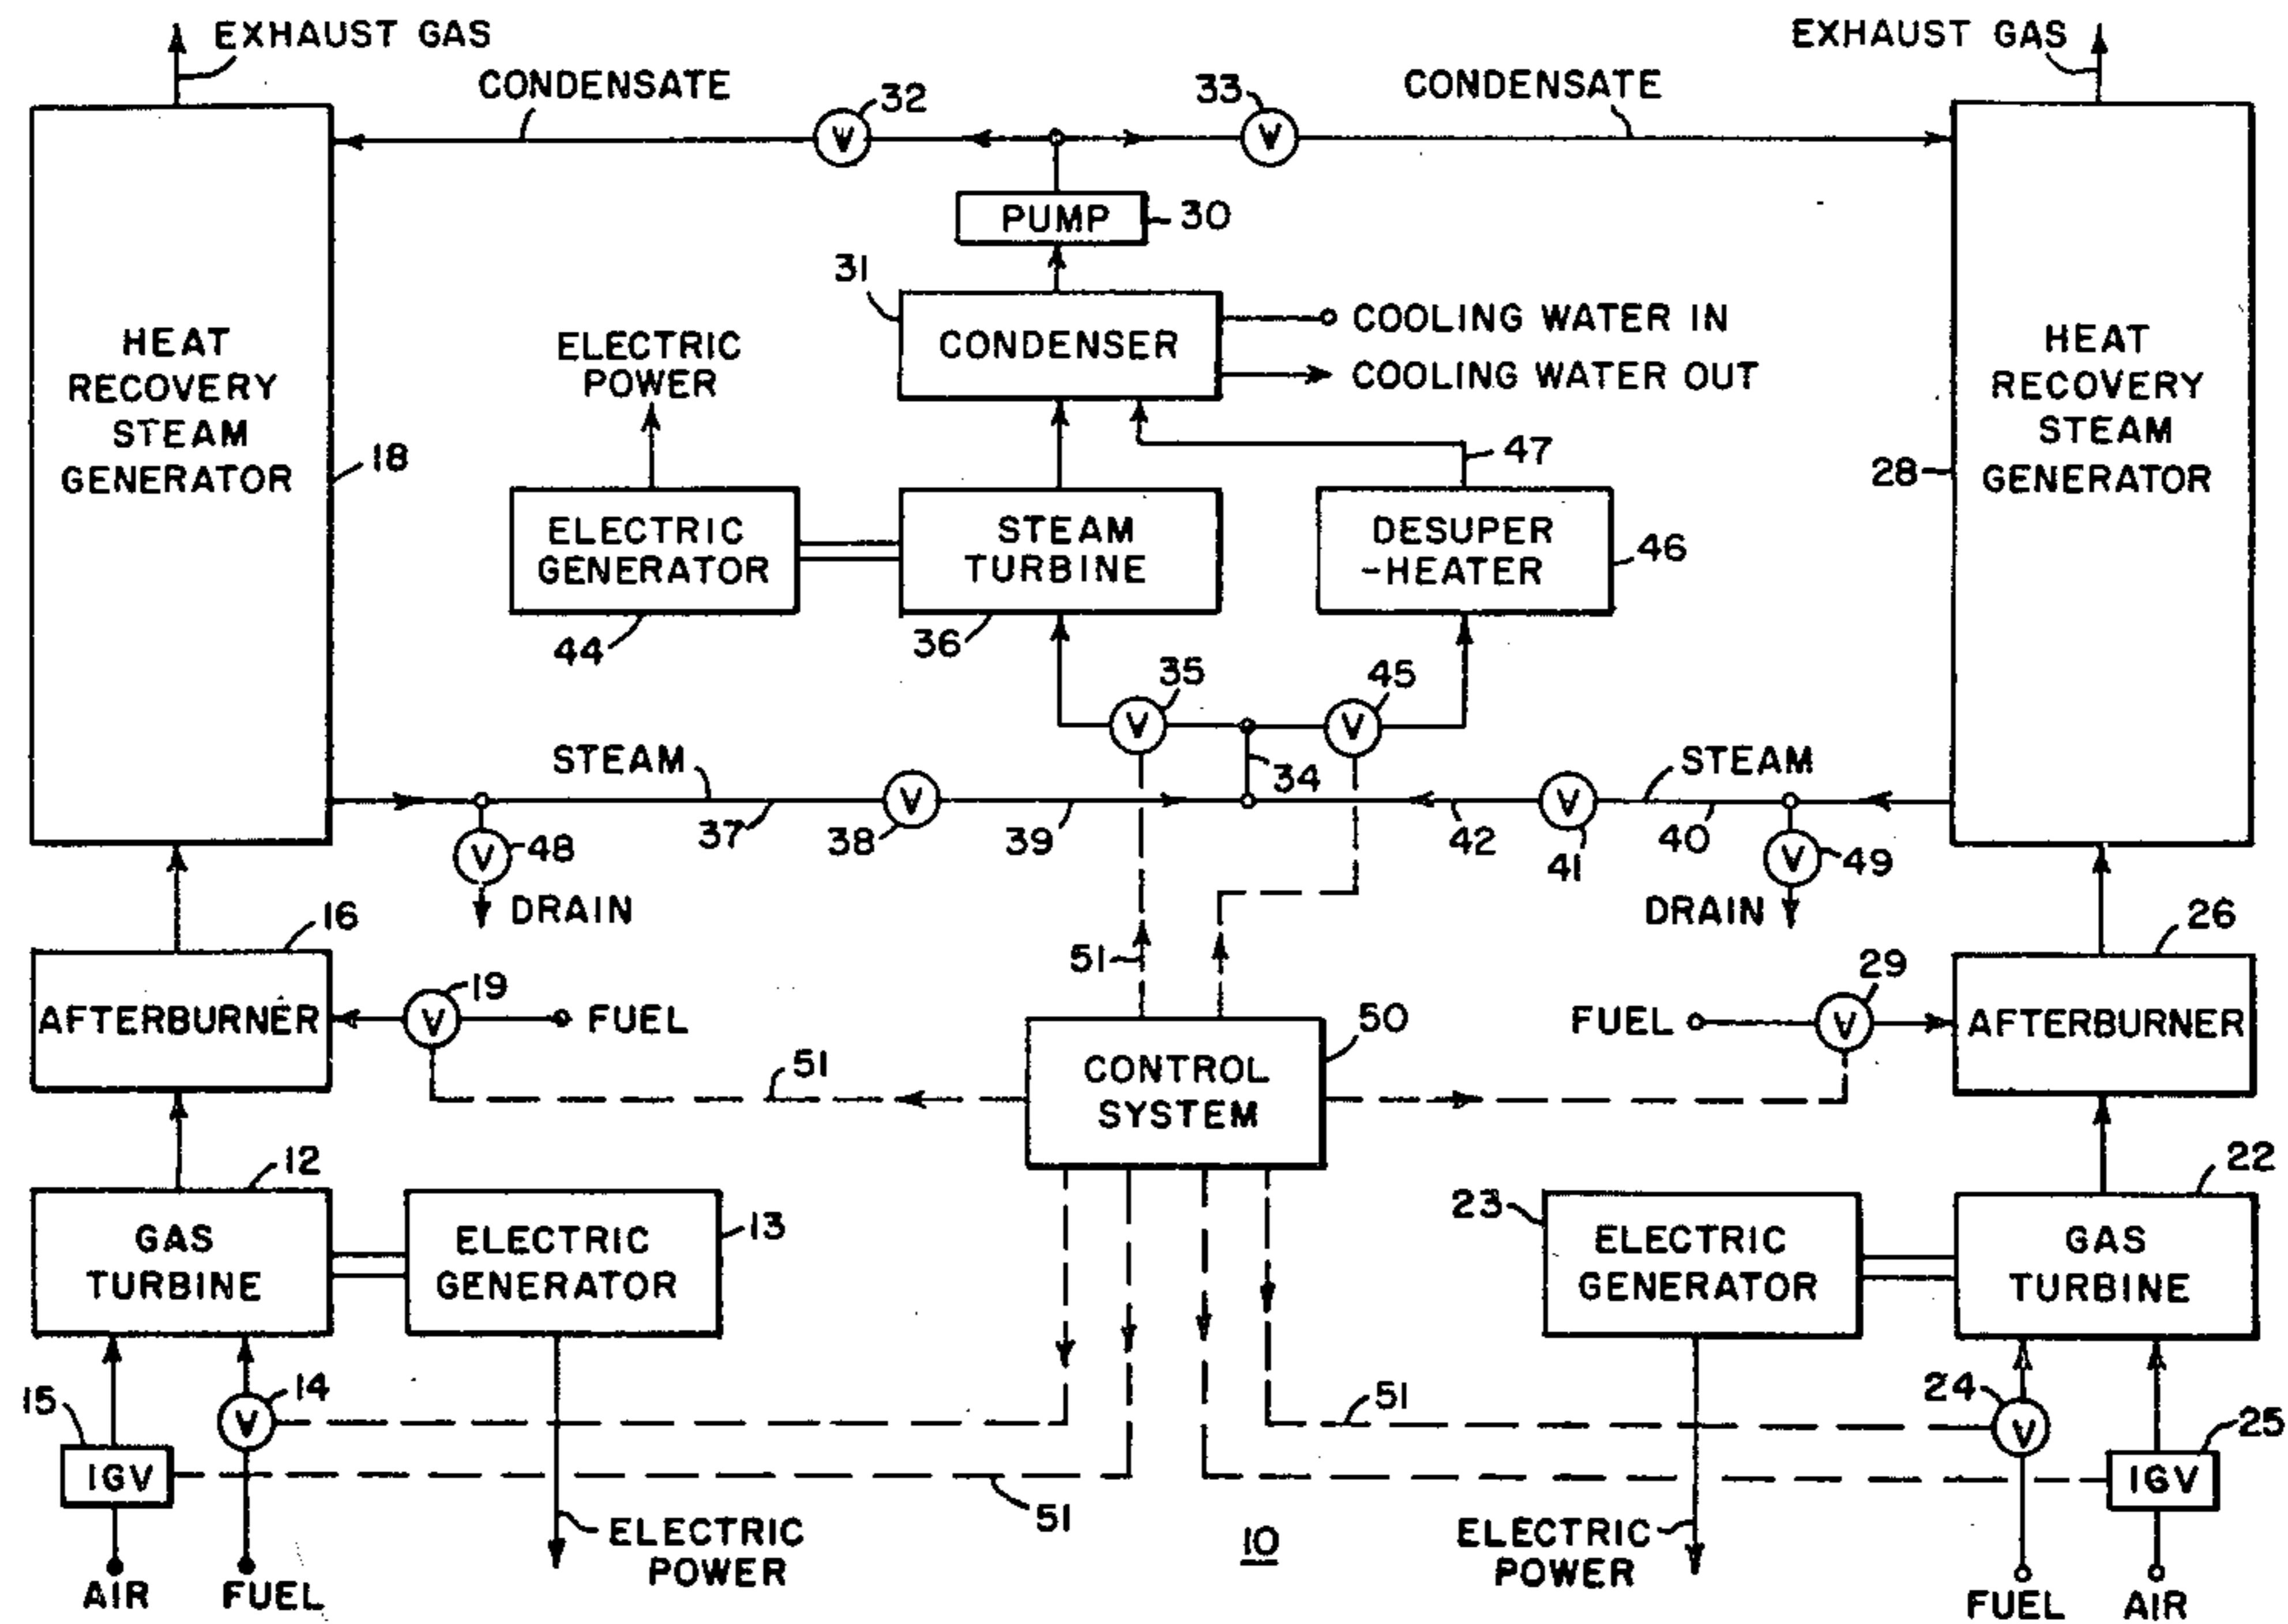 EXHAUST GAS
EXHAUST GAS
CONDENSATE
32
33
CONDENSATE
V
V
PUMP
30
31
CONDENSER
COOLING WATER IN
COOLING WATER OUT
ELECTRIC
POWER
HEAT
RECOVERY
STEAM
GENERATOR
18
HEAT
RECOVERY
STEAM
GENERATOR
28
47
ELECTRIC
GENERATOR
44
STEAM
TURBINE
36
DESUPER
-HEATER
46
35
45
V
V
34
STEAM
37
V
38
39
42
V
41
STEAM
40
V
48
DRAIN
V
49
DRAIN
16
AFTERBURNER
V
19
FUEL
51
51
CONTROL
SYSTEM
50
FUEL
V
29
26
AFTERBURNER
12
GAS
TURBINE
ELECTRIC
GENERATOR
13
23
ELECTRIC
GENERATOR
22
GAS
TURBINE
15
IGV
V
14
51
51
24
V
25
IGV
AIR
FUEL
ELECTRIC
POWER
10
ELECTRIC
POWER
FUEL
AIR